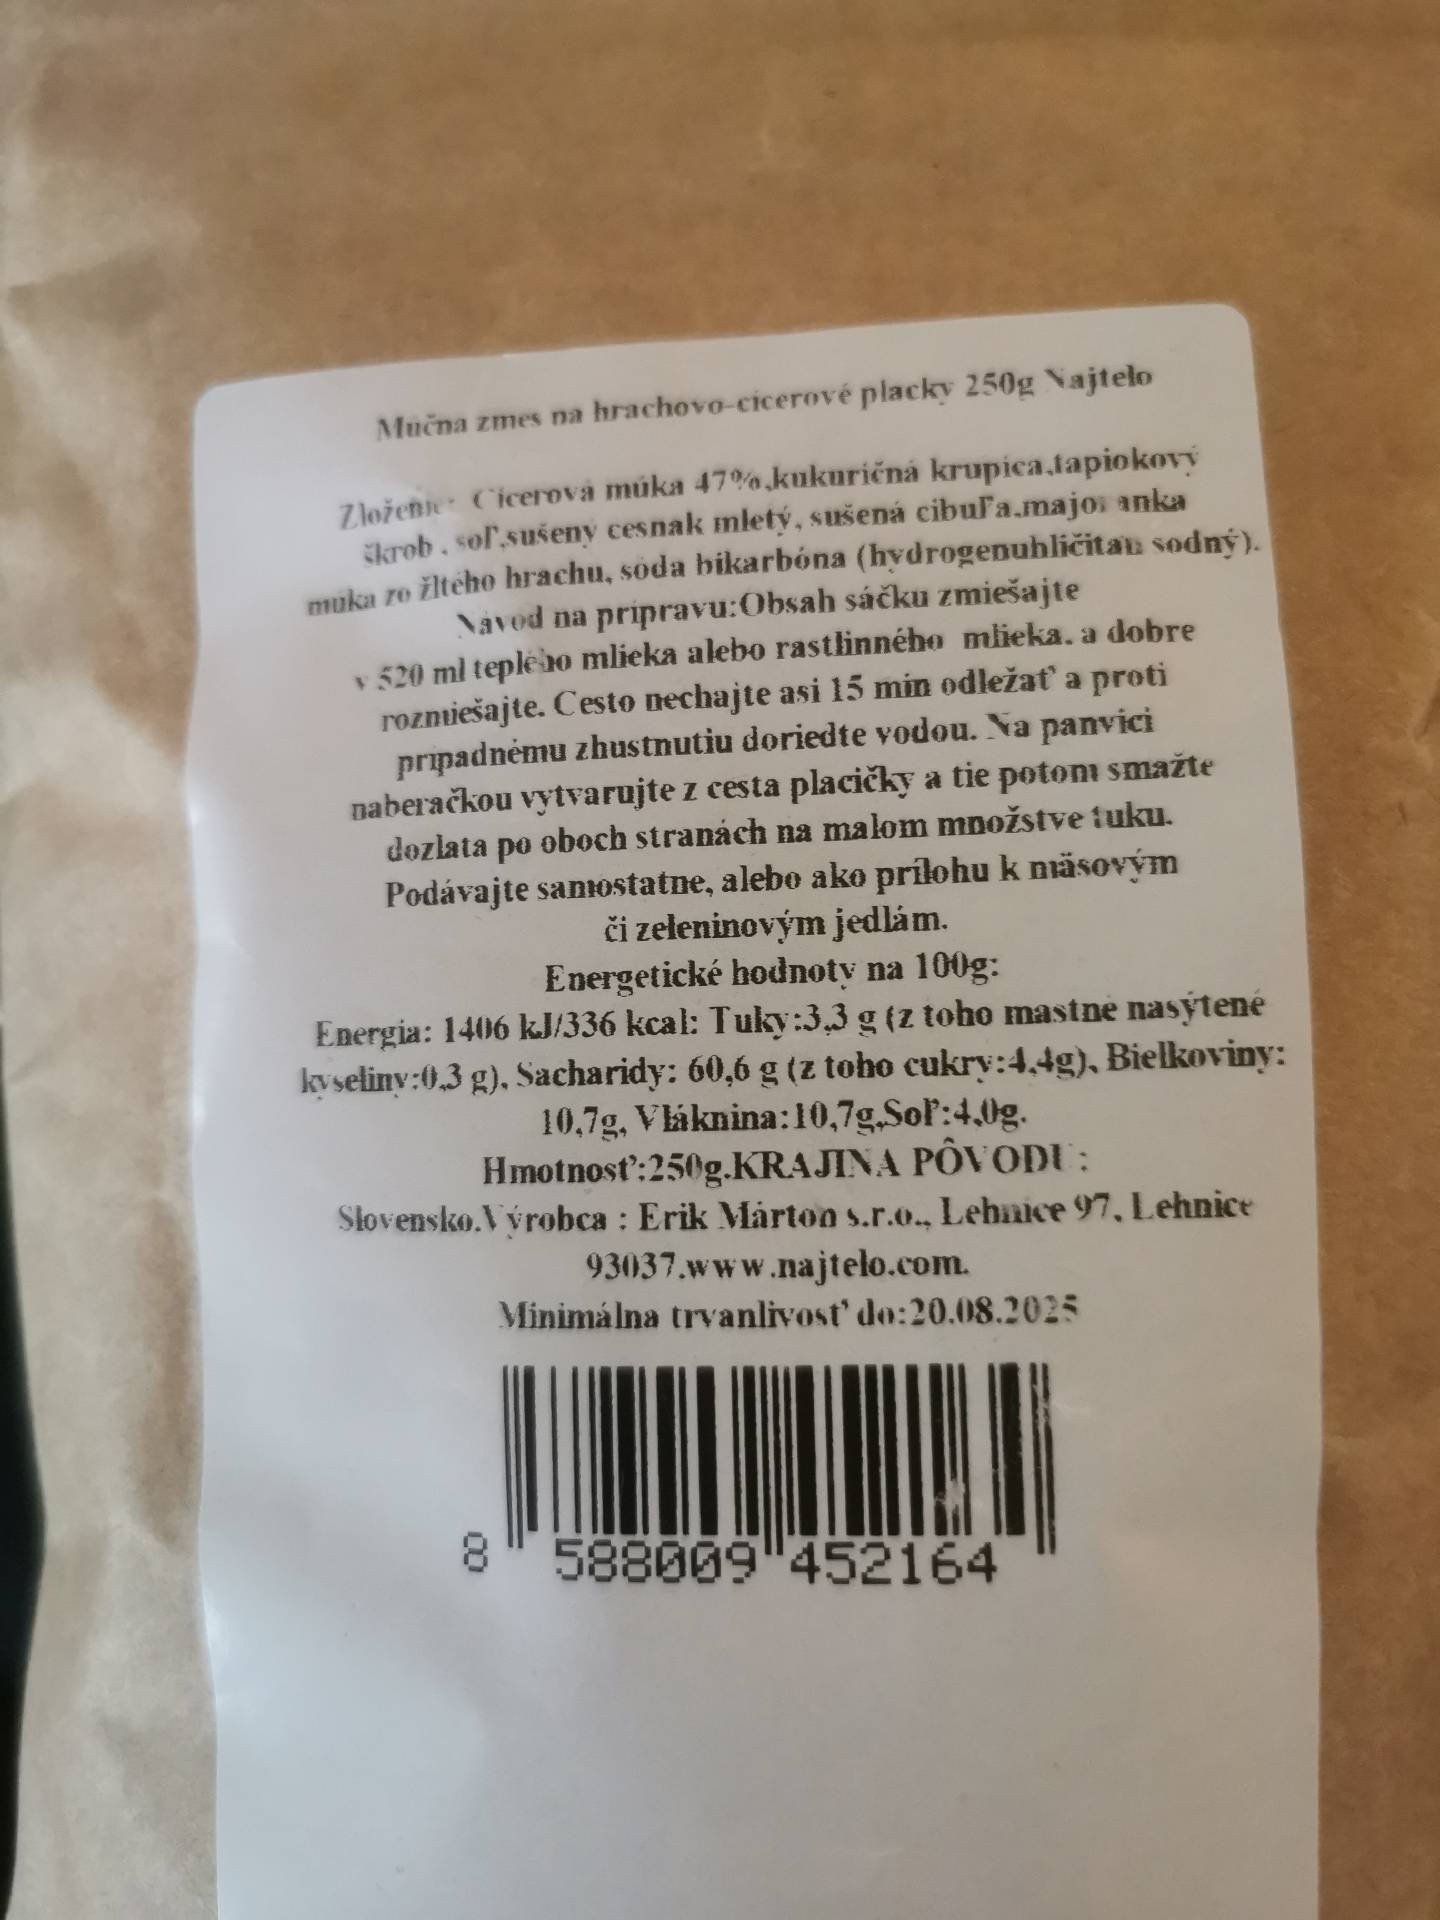 Múčna zmes na hrachovo-cícerové placky 250g Najtelo
Zloženie: Cícerová múka 47%,kukuričná krupica,tapiokový
škrob , soľ,sušený cesnak mletý, sušená cibuľa,majoranka
múka zo žltého hrachu, sóda bikarbóna (hydrogenuhličitan sodný).
Návod na prípravu:Obsah sáčku zmiešajte
v 520 ml teplého mlieka alebo rastlinného mlieka. a dobre
rozmiešajte. Cesto nechajte asi 15 min odležať a proti
prípadnému zhustnutiu doriedte vodou. Na panvici
naberačkou vytvarujte z cesta placičky a tie potom smažte
dozlata po oboch stranách na malom množstve tuku.
Podávajte samostatne, alebo ako prílohu k mäsovým
či zeleninovým jedlám.
Energetické hodnoty na 100g:
Energia: 1406 kJ/336 kcal: Tuky:3,3 g (z toho mastné nasýtené
kyseliny:0,3 g), Sacharidy: 60,6 g (z toho cukry:4,4g), Bielkoviny:
10,7g, Vláknina:10,7g,Soľ:4,0g.
Hmotnosť:250g.KRAJINA PÔVODU :
Slovensko.Výrobca : Erik Márton s.r.o., Lehnice 97, Lehnice
93037.www.najtelo.com.
Minimálna trvanlivosť do:20.08.2025
8 588009 452164